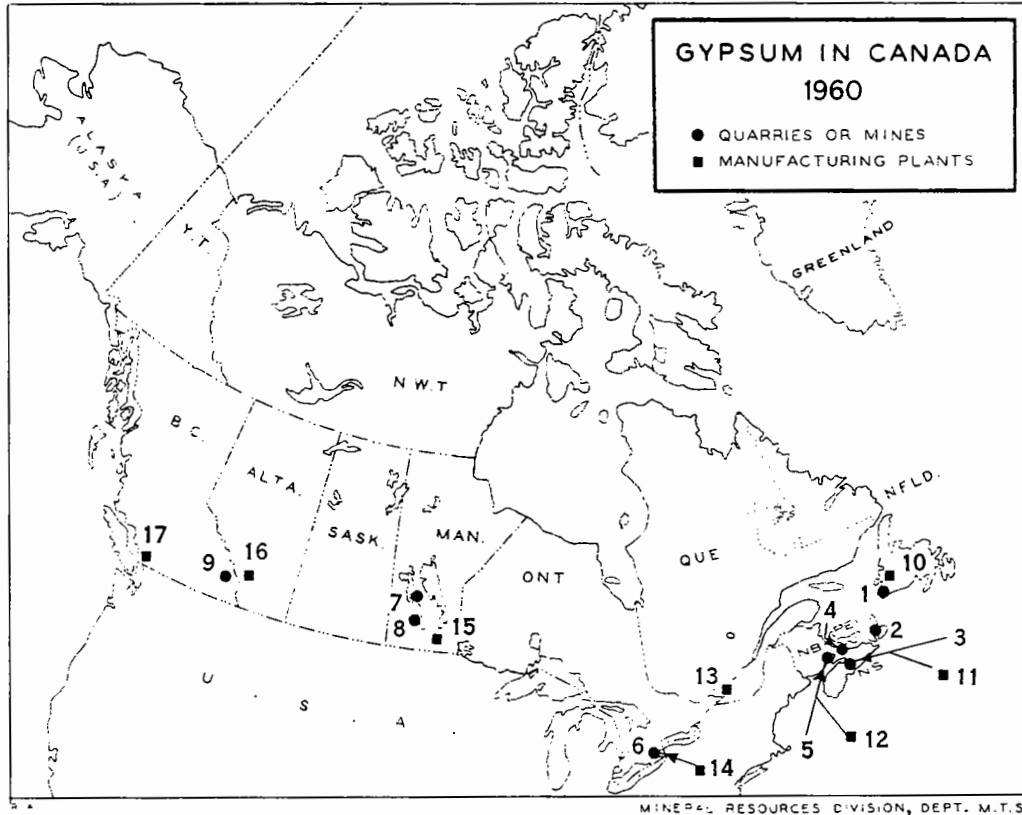 GYPSUM IN CANADA
1960
● QUARRIES OR MINES
■ MANUFACTURING PLANTS
ALASKA
(U.S.A.)
Y.T.
GREENLAND
N.W.T
B.C.
ALTA.
SASK.
MAN.
ONT
QUE
NFLD.
17
9
16
7
8
15
10
1
4
P.E.I.
2
3
NB
NS
13
11
5
12
6
14
U. S. A
MINERAL RESOURCES DIVISION, DEPT. M.T.S